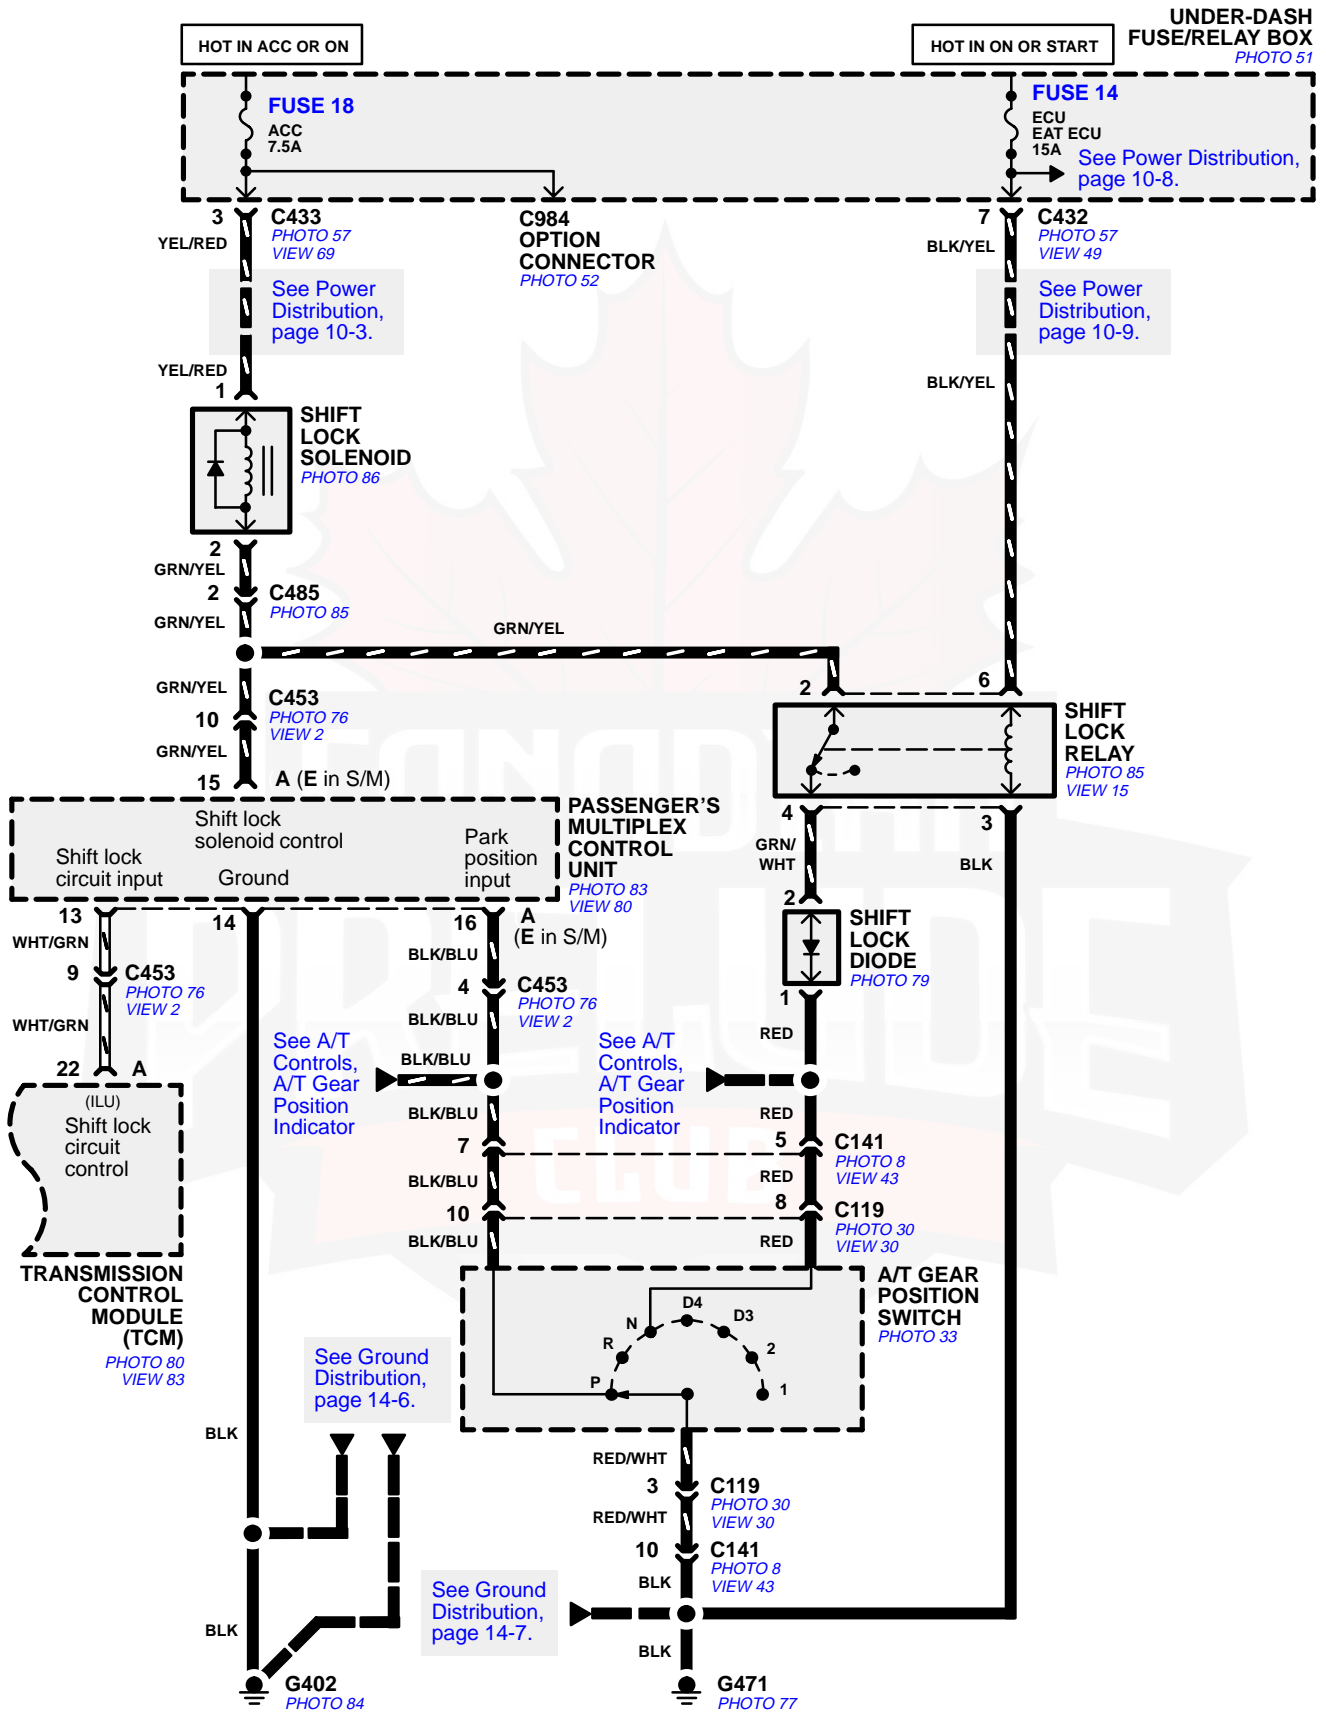 UNDER-DASH
FUSE/RELAY BOX
PHOTO 51
HOT IN ACC OR ON
HOT IN ON OR START
FUSE 18
ACC
7.5A
FUSE 14
ECU
EAT ECU
15A
See Power Distribution,
page 10-8.
3
C433
PHOTO 57
VIEW 69
YEL/RED
C984
OPTION
CONNECTOR
PHOTO 52
7
C432
PHOTO 57
VIEW 49
BLK/YEL
See Power
Distribution,
page 10-3.
See Power
Distribution,
page 10-9.
YEL/RED
1
BLK/YEL
SHIFT
LOCK
SOLENOID
PHOTO 86
2
GRN/YEL
2
C485
PHOTO 85
GRN/YEL
GRN/YEL
GRN/YEL
C453
PHOTO 76
VIEW 2
10
GRN/YEL
15
A (E in S/M)
2
6
SHIFT
LOCK
RELAY
PHOTO 85
VIEW 15
4
3
GRN/
WHT
BLK
PASSENGER'S
MULTIPLEX
CONTROL
UNIT
PHOTO 83
VIEW 80
Shift lock
solenoid control
Shift lock
circuit input
Ground
Park
position
input
13
14
16
A
(E in S/M)
WHT/GRN
9
C453
PHOTO 76
VIEW 2
WHT/GRN
22
A
BLK/BLU
4
C453
PHOTO 76
VIEW 2
BLK/BLU
2
SHIFT
LOCK
DIODE
PHOTO 79
1
RED
See A/T
Controls,
A/T Gear
Position
Indicator
BLK/BLU
See A/T
Controls,
A/T Gear
Position
Indicator
(ILU)
Shift lock
circuit
control
BLK/BLU
RED
7
5
C141
PHOTO 8
VIEW 43
BLK/BLU
RED
10
8
C119
PHOTO 30
VIEW 30
BLK/BLU
RED
TRANSMISSION
CONTROL
MODULE
(TCM)
PHOTO 80
VIEW 83
A/T GEAR
POSITION
SWITCH
PHOTO 33
P
R
N
D4
D3
2
1
See Ground
Distribution,
page 14-6.
BLK
RED/WHT
3
C119
PHOTO 30
VIEW 30
RED/WHT
10
C141
PHOTO 8
VIEW 43
BLK
See Ground
Distribution,
page 14-7.
BLK
BLK
G402
PHOTO 84
G471
PHOTO 77
CANADIAN
PRELUDE
CLUB